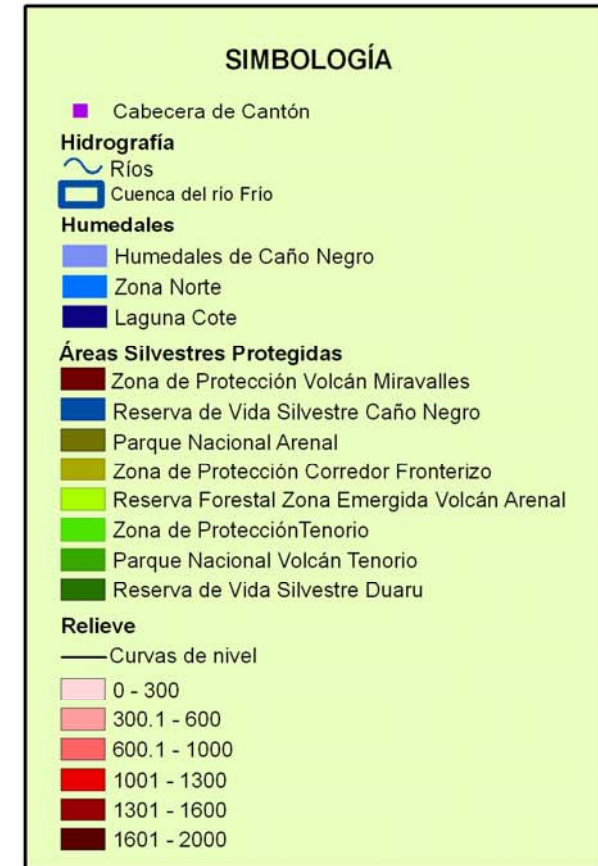 SIMBOLOGÍA
Cabecera de Cantón
Hidrografía
Ríos
Cuenca del rio Frío
Humedales
Humedales de Caño Negro
Zona Norte
Laguna Cote
Áreas Silvestres Protegidas
Zona de Protección Volcán Miravalles
Reserva de Vida Silvestre Caño Negro
Parque Nacional Arenal
Zona de Protección Corredor Fronterizo
Reserva Forestal Zona Emergida Volcán Arenal
Zona de ProtecciónTenorio
Parque Nacional Volcán Tenorio
Reserva de Vida Silvestre Duaru
Relieve
Curvas de nivel
0 - 300
300.1 - 600
600.1 - 1000
1001 - 1300
1301 - 1600
1601 - 2000